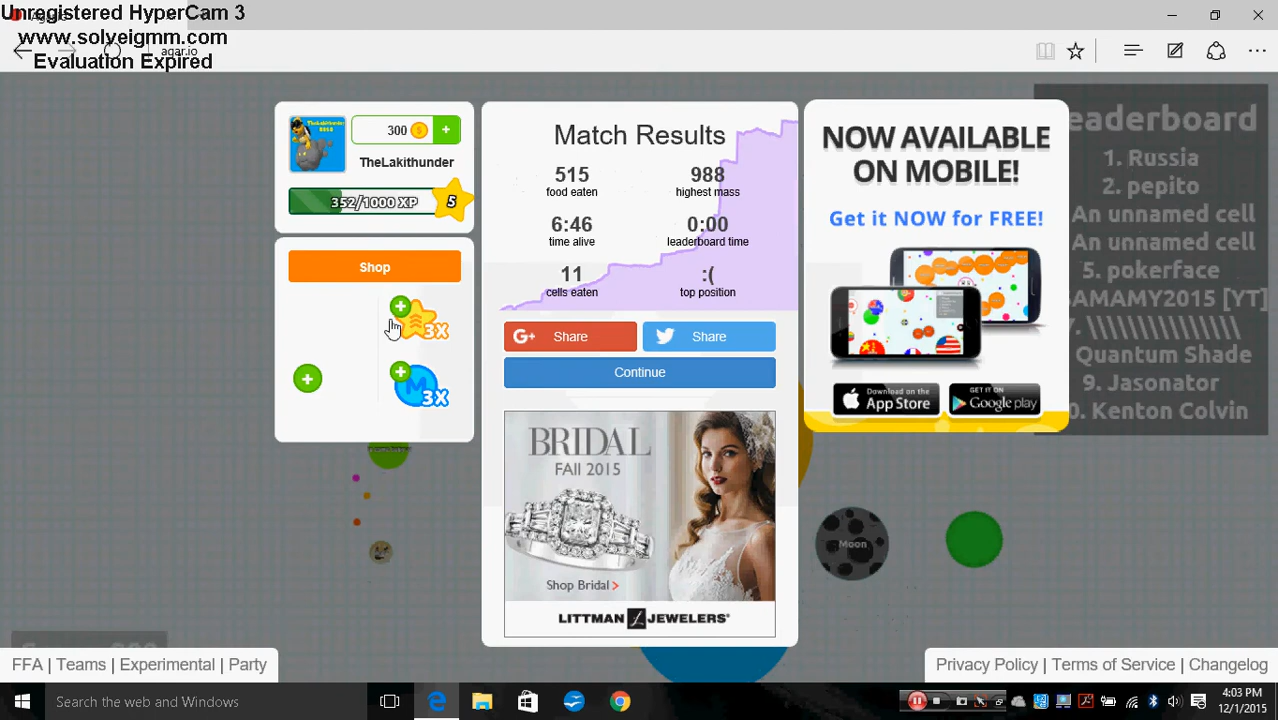 Unregistered HyperCam 3
www.solveigmm.com
Evaluation Expired
agar.io
300
TheLakithunder
352/1000 XP
5
Shop
3X
M
3X
Match Results
515
food eaten
988
highest mass
6:46
time alive
0:00
leaderboard time
11
cells eaten
:(
top position
G+ Share
Share
Continue
BRIDAL
FALL 2015
Shop Bridal >
LITTMAN JEWELERS
NOW AVAILABLE
ON MOBILE!
Get it NOW for FREE!
Download on the
App Store
GET IT ON
Google play
eaderboard
1. Russia
2. pepito
An unnamed cell
An unnamed cell
5. pokerface
SAMAMY2015 [YT]
Quantum Shade
9. Jasonator
0. Kenton Colvin
Moon
FFA | Teams | Experimental | Party
Privacy Policy | Terms of Service | Changelog
Search the web and Windows
4:03 PM
12/1/2015